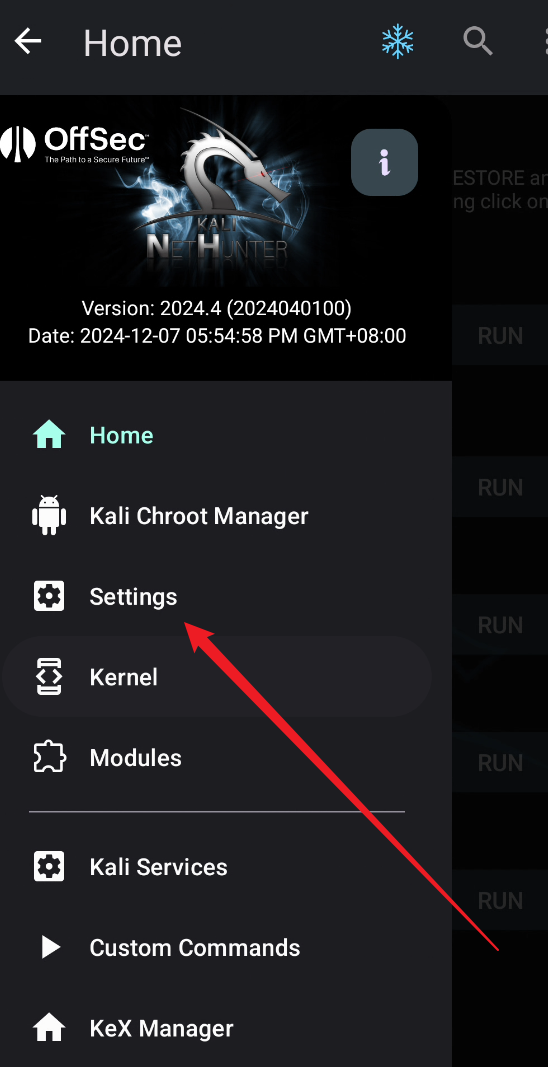 Home
OffSec™
The Path to a Secure Future™
i
ESTORE an
ng click on
KALI
NETHUNTER
Version: 2024.4 (2024040100)
Date: 2024-12-07 05:54:58 PM GMT+08:00
RUN
Home
RUN
Kali Chroot Manager
Settings
RUN
Kernel
Modules
RUN
Kali Services
RUN
Custom Commands
KeX Manager